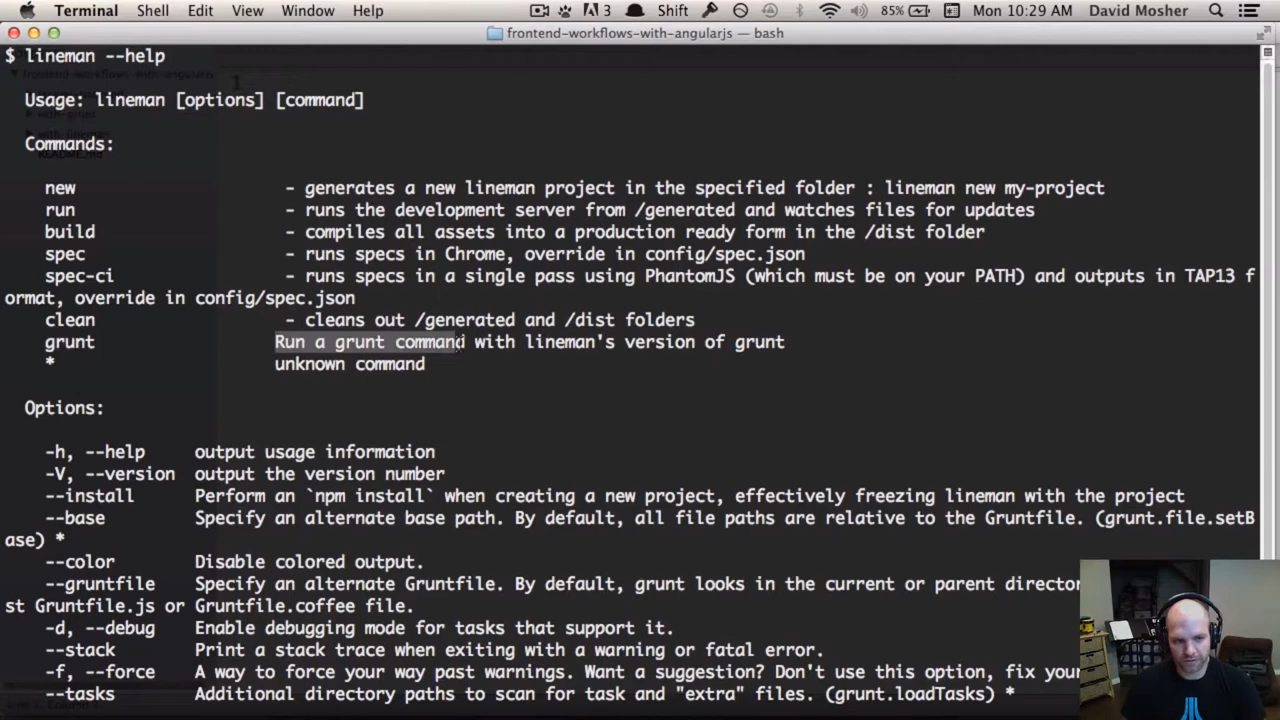 Terminal Shell Edit View Window Help 3 Shift 85% Mon 10:29 AM David Mosher
frontend-workflows-with-angularjs — bash
$ lineman --help
Usage: lineman [options] [command]
Commands:
new - generates a new lineman project in the specified folder : lineman new my-project
run - runs the development server from /generated and watches files for updates
build - compiles all assets into a production ready form in the /dist folder
spec - runs specs in Chrome, override in config/spec.json
spec-ci - runs specs in a single pass using PhantomJS (which must be on your PATH) and outputs in TAP13 f
ormat, override in config/spec.json
clean - cleans out /generated and /dist folders
grunt Run a grunt command with lineman's version of grunt
* unknown command
Options:
-h, --help output usage information
-V, --version output the version number
--install Perform an `npm install` when creating a new project, effectively freezing lineman with the project
--base Specify an alternate base path. By default, all file paths are relative to the Gruntfile. (grunt.file.setB
ase) *
--color Disable colored output.
--gruntfile Specify an alternate Gruntfile. By default, grunt looks in the current or parent director
st Gruntfile.js or Gruntfile.coffee file.
-d, --debug Enable debugging mode for tasks that support it.
--stack Print a stack trace when exiting with a warning or fatal error.
-f, --force A way to force your way past warnings. Want a suggestion? Don't use this option, fix your
--tasks Additional directory paths to scan for task and "extra" files. (grunt.loadTasks) *